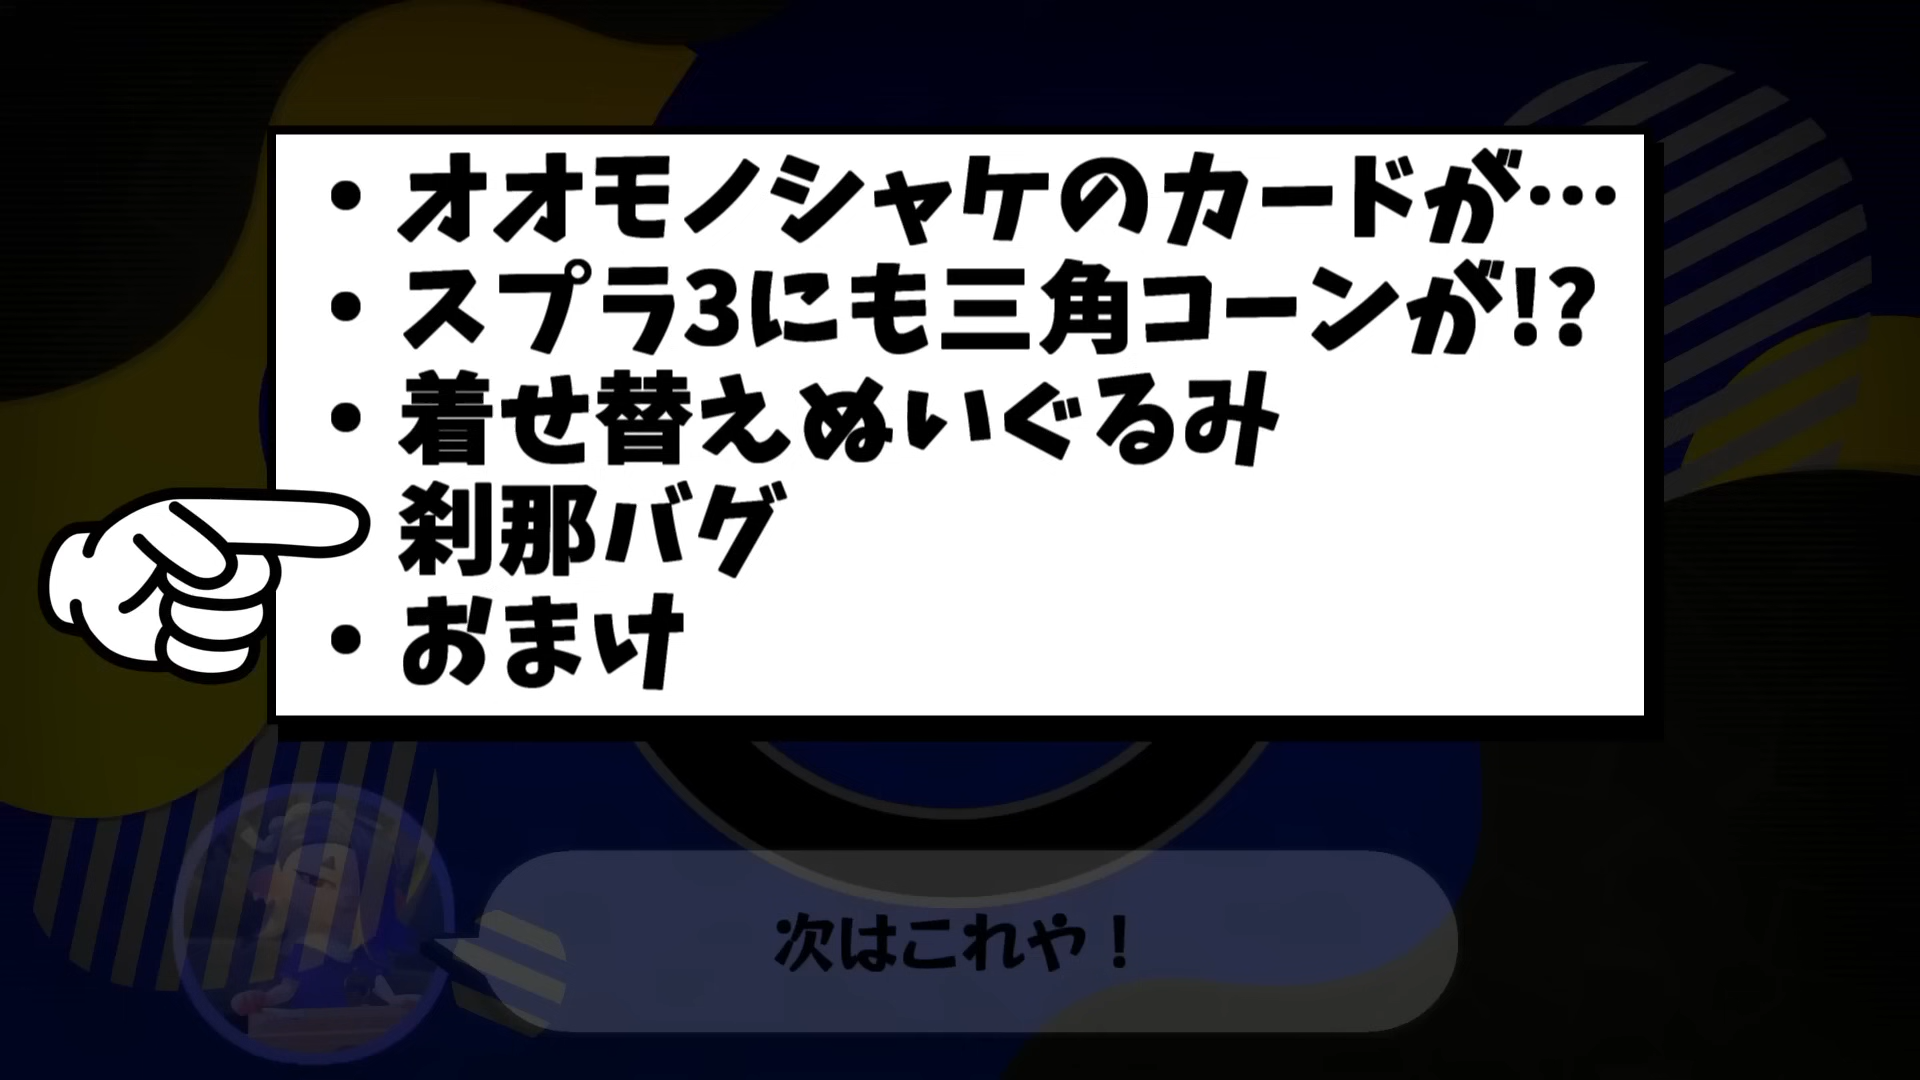 ・オオモノシャケのカードが…
・スプラ3にも三角コーンが!?
・着せ替えぬいぐるみ
刹那バグ
・おまけ
次はこれや！